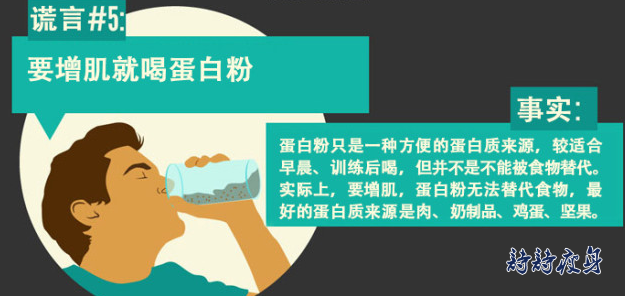 谎言#5:
要增肌就喝蛋白粉
事实:
蛋白粉只是一种方便的蛋白质来源,较适合
早晨、训练后喝,但并不是不能被食物替代。
实际上,要增肌,蛋白粉无法替代食物,最
好的蛋白质来源是肉、奶制品、鸡蛋、坚果。
好好瘦身